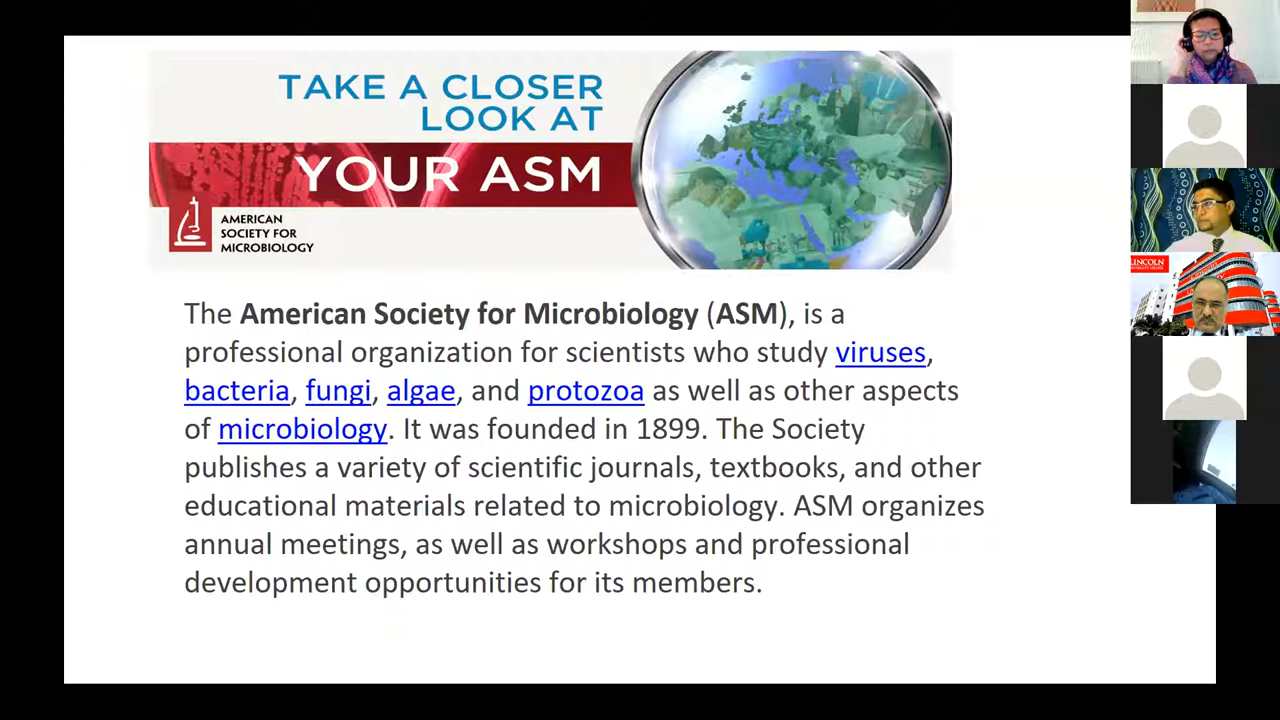 TAKE A CLOSER
LOOK AT
YOUR ASM
AMERICAN
SOCIETY FOR
MICROBIOLOGY
The American Society for Microbiology (ASM), is a
professional organization for scientists who study viruses,
bacteria, fungi, algae, and protozoa as well as other aspects
of microbiology. It was founded in 1899. The Society
publishes a variety of scientific journals, textbooks, and other
educational materials related to microbiology. ASM organizes
annual meetings, as well as workshops and professional
development opportunities for its members.
LINCOLN
UNIVERSITY COLLEGE